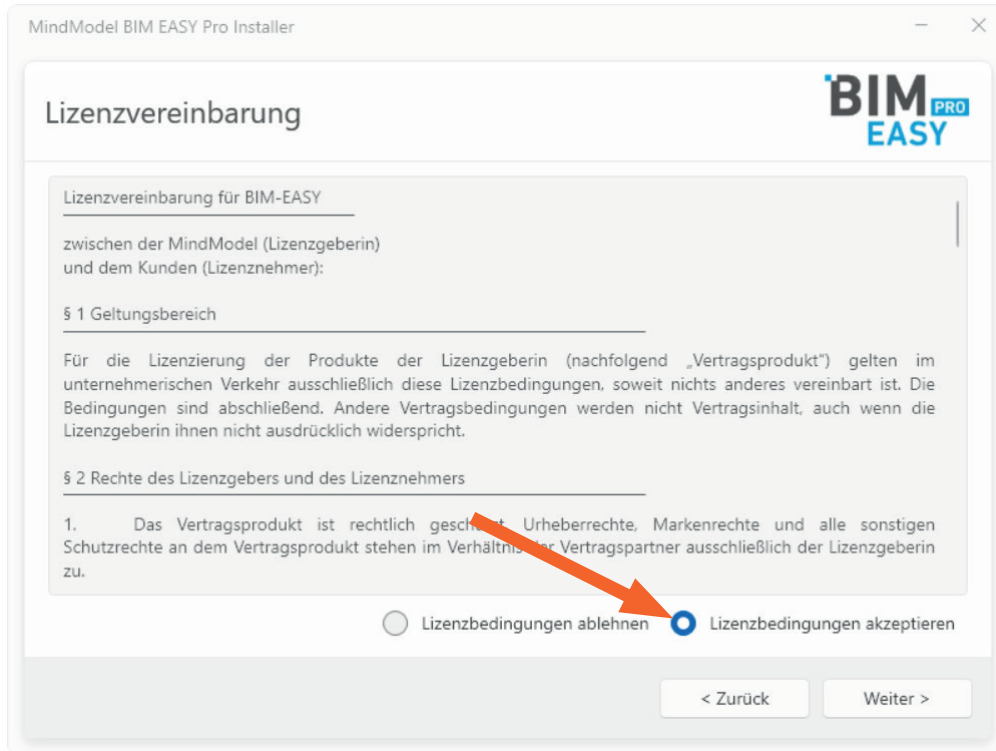 MindModel BIM EASY Pro Installer
Lizenzvereinbarung
BIM PRO
EASY
Lizenzvereinbarung für BIM-EASY
zwischen der MindModel (Lizenzgeberin)
und dem Kunden (Lizenznehmer):
§ 1 Geltungsbereich
Für die Lizenzierung der Produkte der Lizenzgeberin (nachfolgend „Vertragsprodukt“) gelten im
unternehmerischen Verkehr ausschließlich diese Lizenzbedingungen, soweit nichts anderes vereinbart ist. Die
Bedingungen sind abschließend. Andere Vertragsbedingungen werden nicht Vertragsinhalt, auch wenn die
Lizenzgeberin ihnen nicht ausdrücklich widerspricht.
§ 2 Rechte des Lizenzgebers und des Lizenznehmers
1. Das Vertragsprodukt ist rechtlich Urheberrechte, Markenrechte und alle sonstigen
Schutzrechte an dem Vertragsprodukt stehen im Verhältnis der Vertragspartner ausschließlich der Lizenzgeberin
zu.
Lizenzbedingungen ablehnen Lizenzbedingungen akzeptieren
< Zurück Weiter >